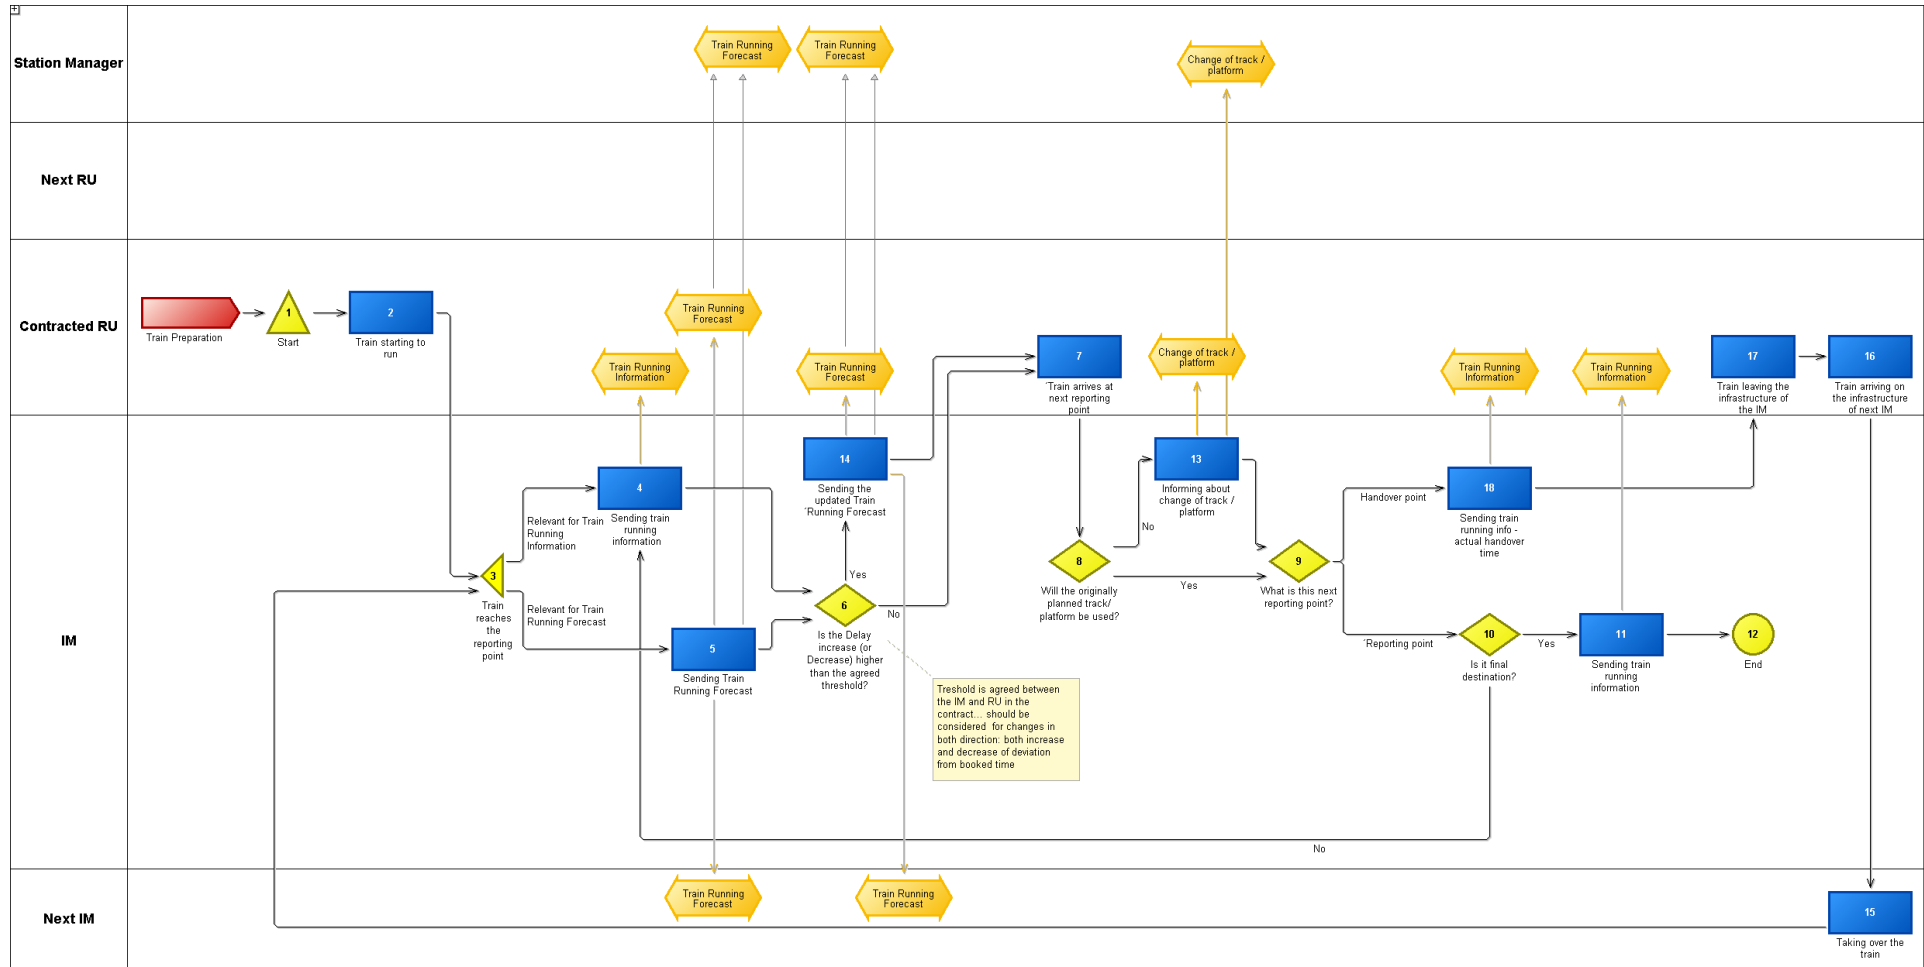 Station Manager
Train Running
Forecast
Train Running
Forecast
Change of track /
platform
Next RU
Contracted RU
Train Preparation
1
Start
2
Train starting to
run
Train Running
Information
Train Running
Forecast
Train Running
Forecast
7
´Train arrives at
next reporting
point
Change of track /
platform
Train Running
Information
Train Running
Information
17
Train leaving the
infrastructure of
the IM
16
Train arriving on
the infrastructure
of next IM
IM
3
Train
reaches
the
reporting
point
Relevant for Train
Running
Information
Relevant for Train
Running Forecast
4
Sending train
running
information
5
Sending Train
Running Forecast
14
Sending the
updated Train
´Running Forecast
Yes
6
No
Is the Delay
increase (or
Decrease) higher
than the agreed
threshold?
Treshold is agreed between
the IM and RU in the
contract... should be
considered  for changes in
both direction: both increase
and decrease of deviation
from booked time
8
Will the originally
planned track/
platform be used?
No
Yes
13
Informing about
change of track /
platform
9
What is this next
reporting point?
Handover point
´Reporting point
18
Sending train
running info -
actual handover
time
10
Is it final
destination?
Yes
No
11
Sending train
running
information
12
End
Next IM
Train Running
Forecast
Train Running
Forecast
15
Taking over the
train